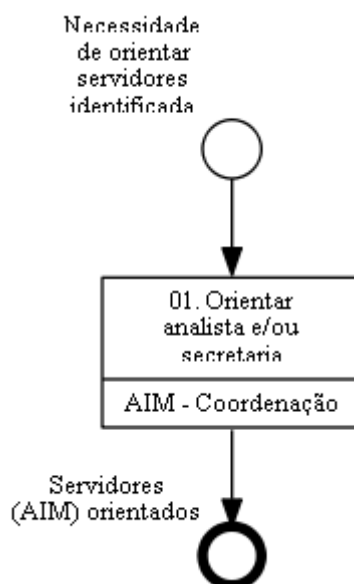 Necessidade
de orientar
servidores
identificada
01. Orientar
analista e/ou
secretaria
AIM - Coordenação
Servidores
(AIM) orientados